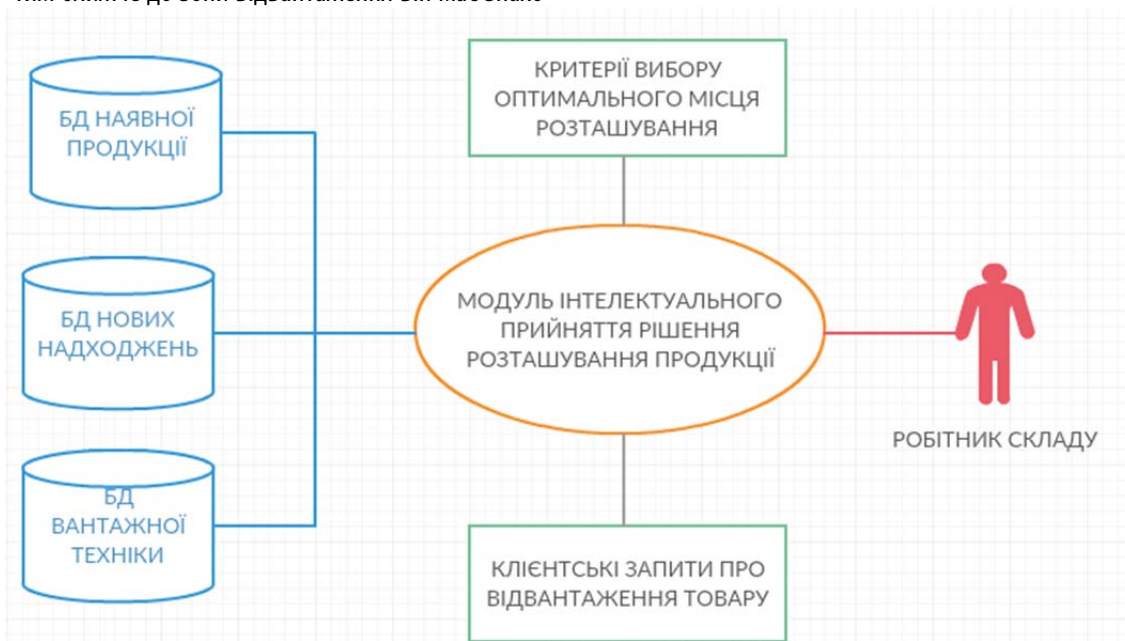 БД НАЯВНОЇ
ПРОДУКЦІЇ
КРИТЕРІЇ ВИБОРУ
ОПТИМАЛЬНОГО МІСЦЯ
РОЗТАШУВАННЯ
БД НОВИХ
НАДХОДЖЕНЬ
МОДУЛЬ ІНТЕЛЕКТУАЛЬНОГО
ПРИЙНЯТТЯ РІШЕННЯ
РОЗТАШУВАННЯ ПРОДУКЦІЇ
РОБІТНИК СКЛАДУ
БД
ВАНТАЖНОЇ
ТЕХНІКИ
КЛІЄНТСЬКІ ЗАПИТИ ПРО
ВІДВАНТАЖЕННЯ ТОВАРУ